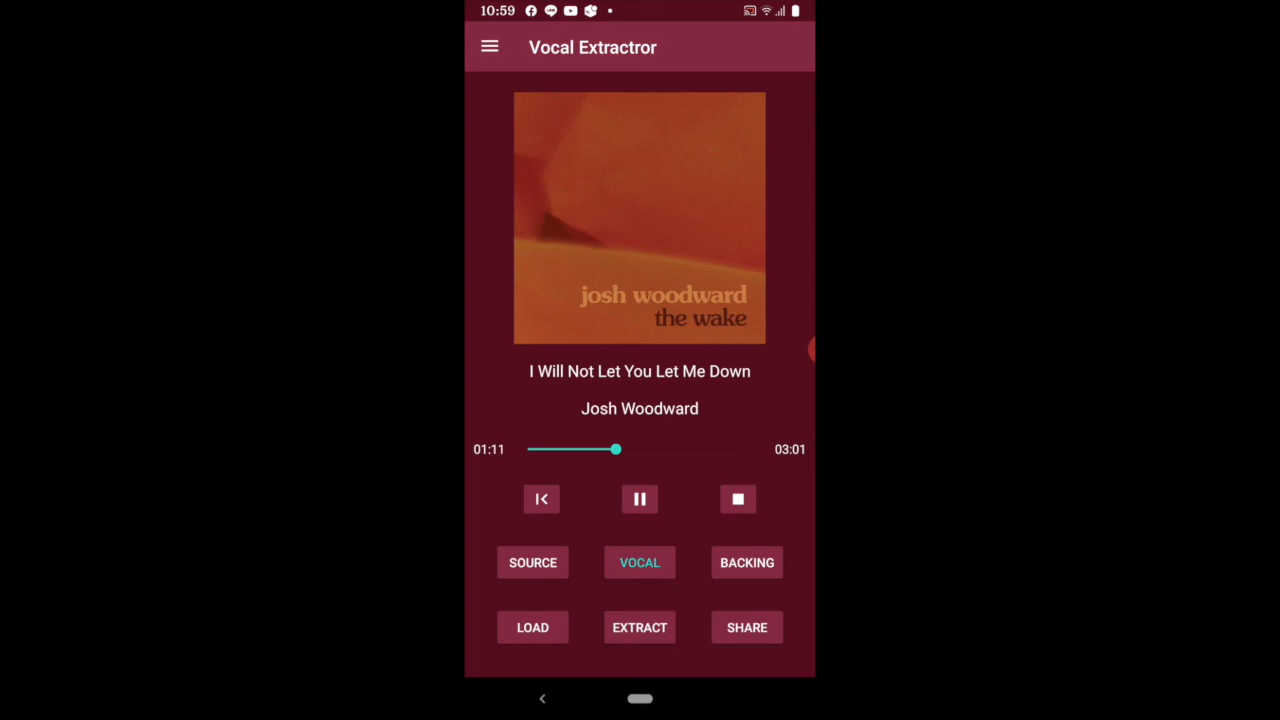 10:59
Vocal Extractror
josh woodward
the wake
I Will Not Let You Let Me Down
Josh Woodward
01:11 03:01
SOURCE VOCAL BACKING
LOAD EXTRACT SHARE